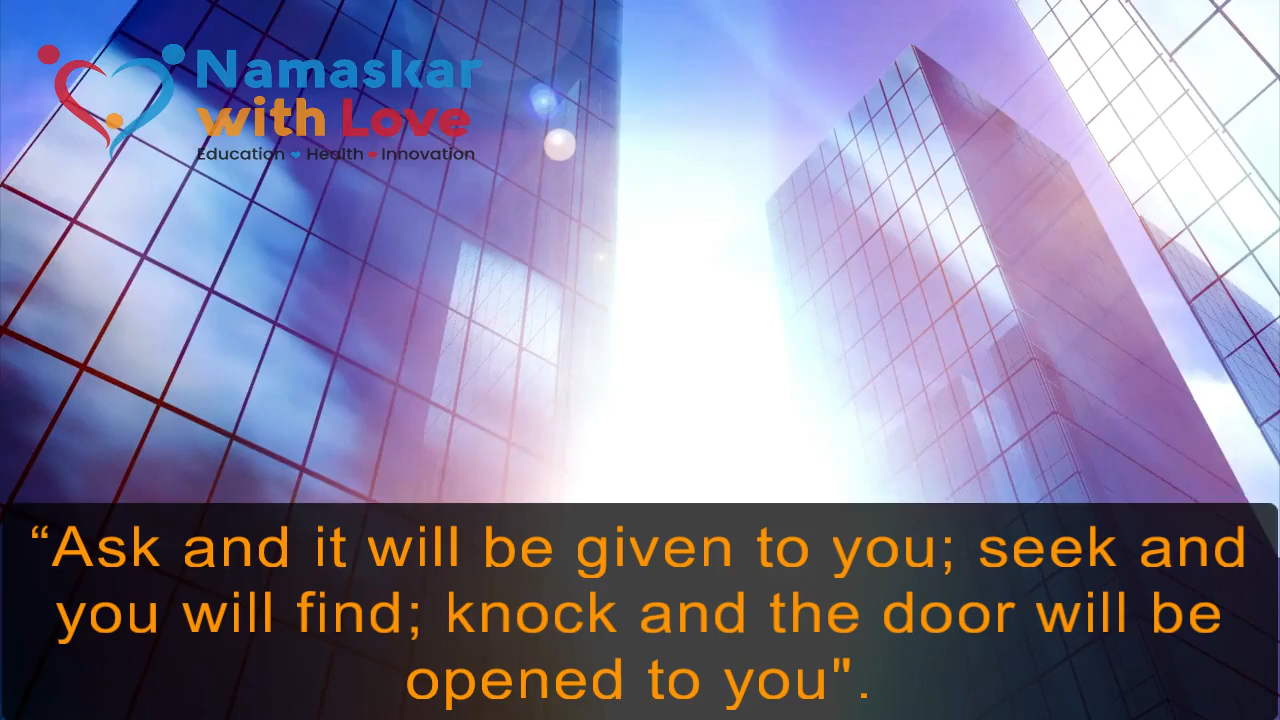 Namaskar
with Love
Education Health Innovation
“Ask and it will be given to you; seek and
you will find; knock and the door will be
opened to you".